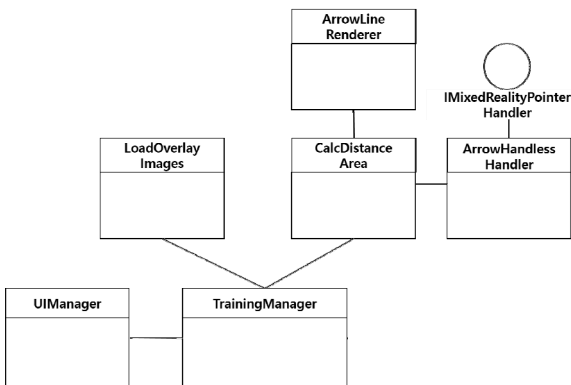 ArrowLine
Renderer
IMixedRealityPointer
Handler
LoadOverlay
Images
CalcDistance
Area
ArrowHandless
Handler
UIManager
TrainingManager